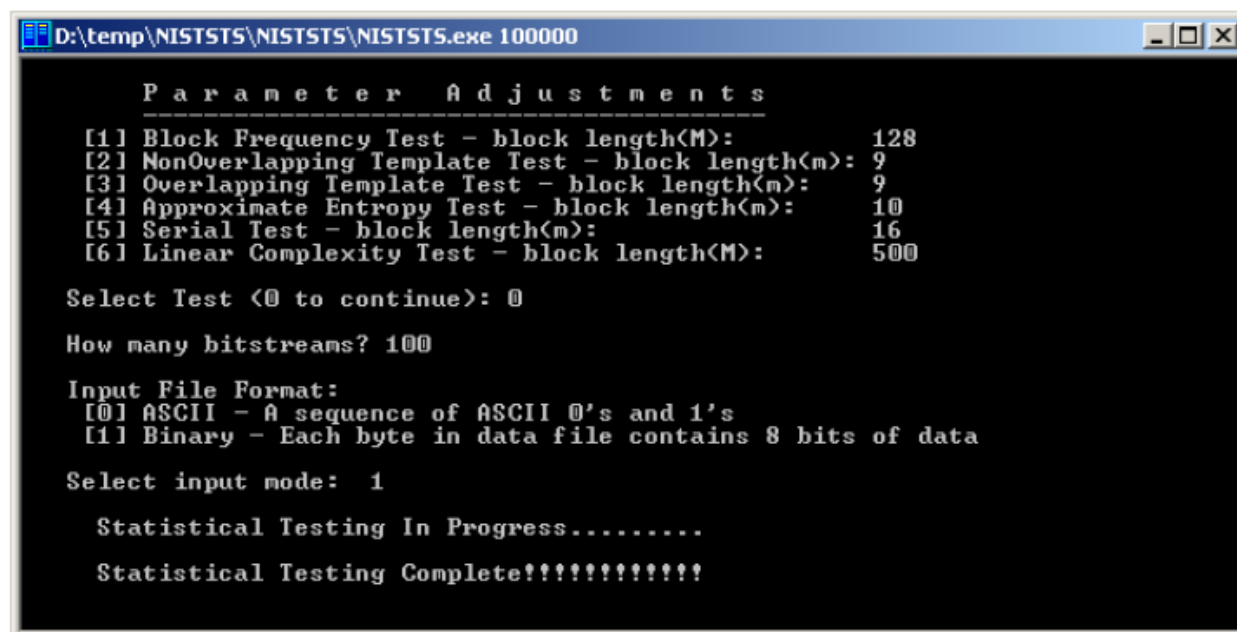 D:\temp\NISTSTS\NISTSTS\NISTSTS.exe 100000
P a r a m e t e r   A d j u s t m e n t s
-----------------------------------------
[1] Block Frequency Test - block length(M):         128
[2] NonOverlapping Template Test - block length(m): 9
[3] Overlapping Template Test - block length(m):    9
[4] Approximate Entropy Test - block length(m):     10
[5] Serial Test - block length(m):                  16
[6] Linear Complexity Test - block length(M):       500
Select Test (0 to continue): 0
How many bitstreams? 100
Input File Format:
[0] ASCII - A sequence of ASCII 0's and 1's
[1] Binary - Each byte in data file contains 8 bits of data
Select input mode:  1
Statistical Testing In Progress.........
Statistical Testing Complete!!!!!!!!!!!!